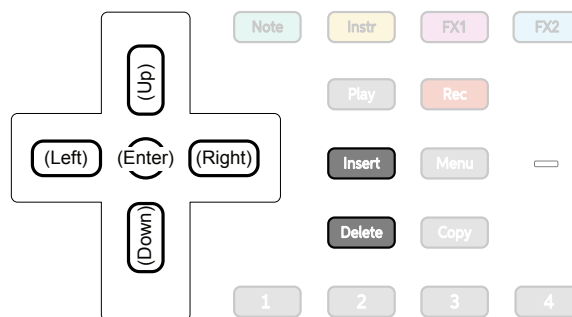 Note Instr FX1 FX2
(Up)
Play Rec
(Left) (Enter) (Right)
Insert Menu
(Down)
Delete Copy
1 2 3 4